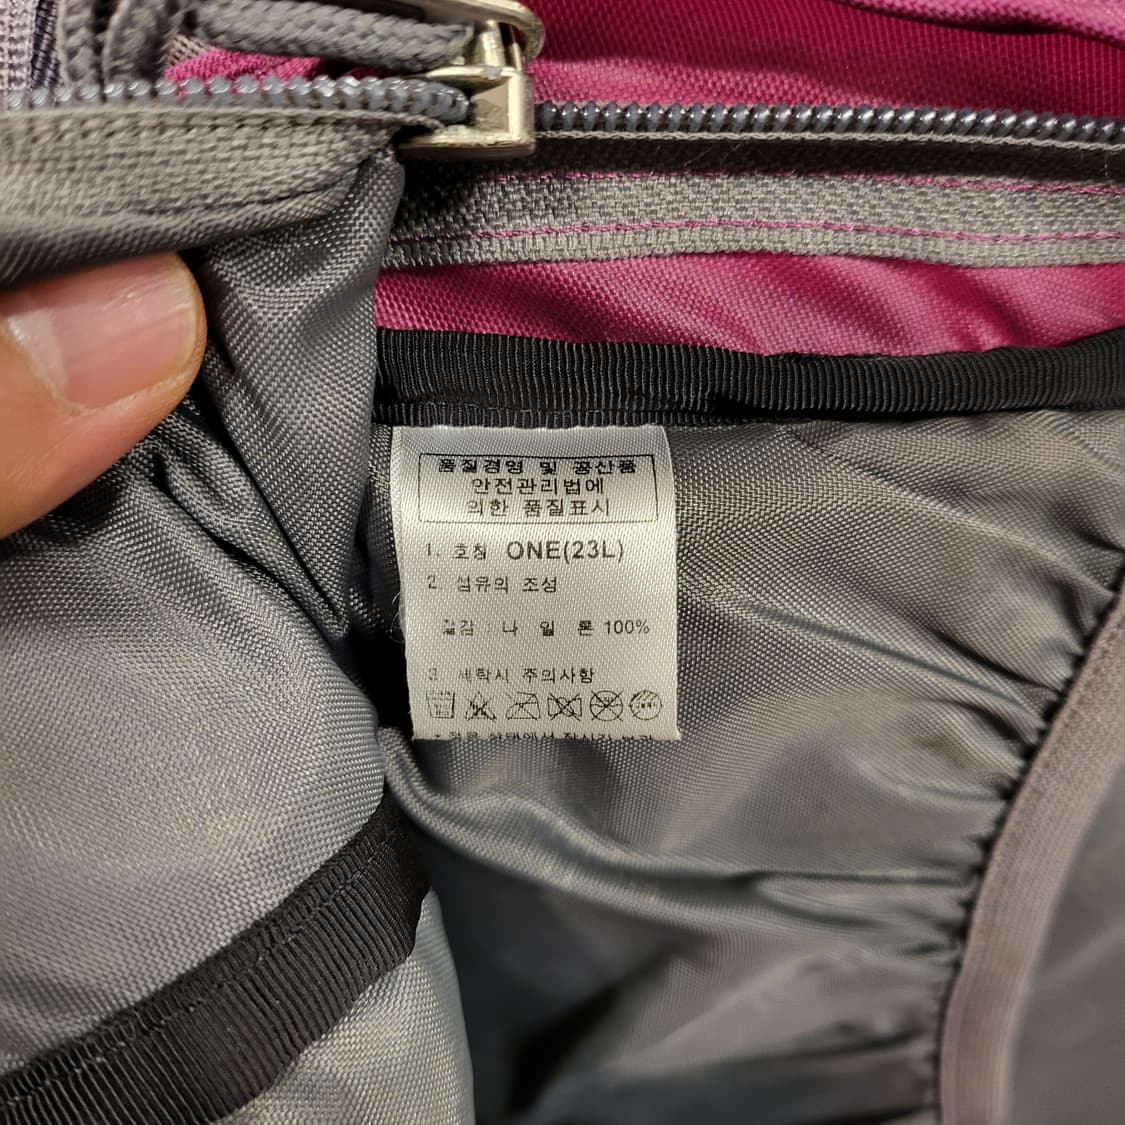 품질경영 및 공산품
안전관리법에
의한 품질표시
1. 호칭 ONE(23L)
2. 섬유의 조성
겉감 : 나 일 론 100%
3. 세탁시 주의사항